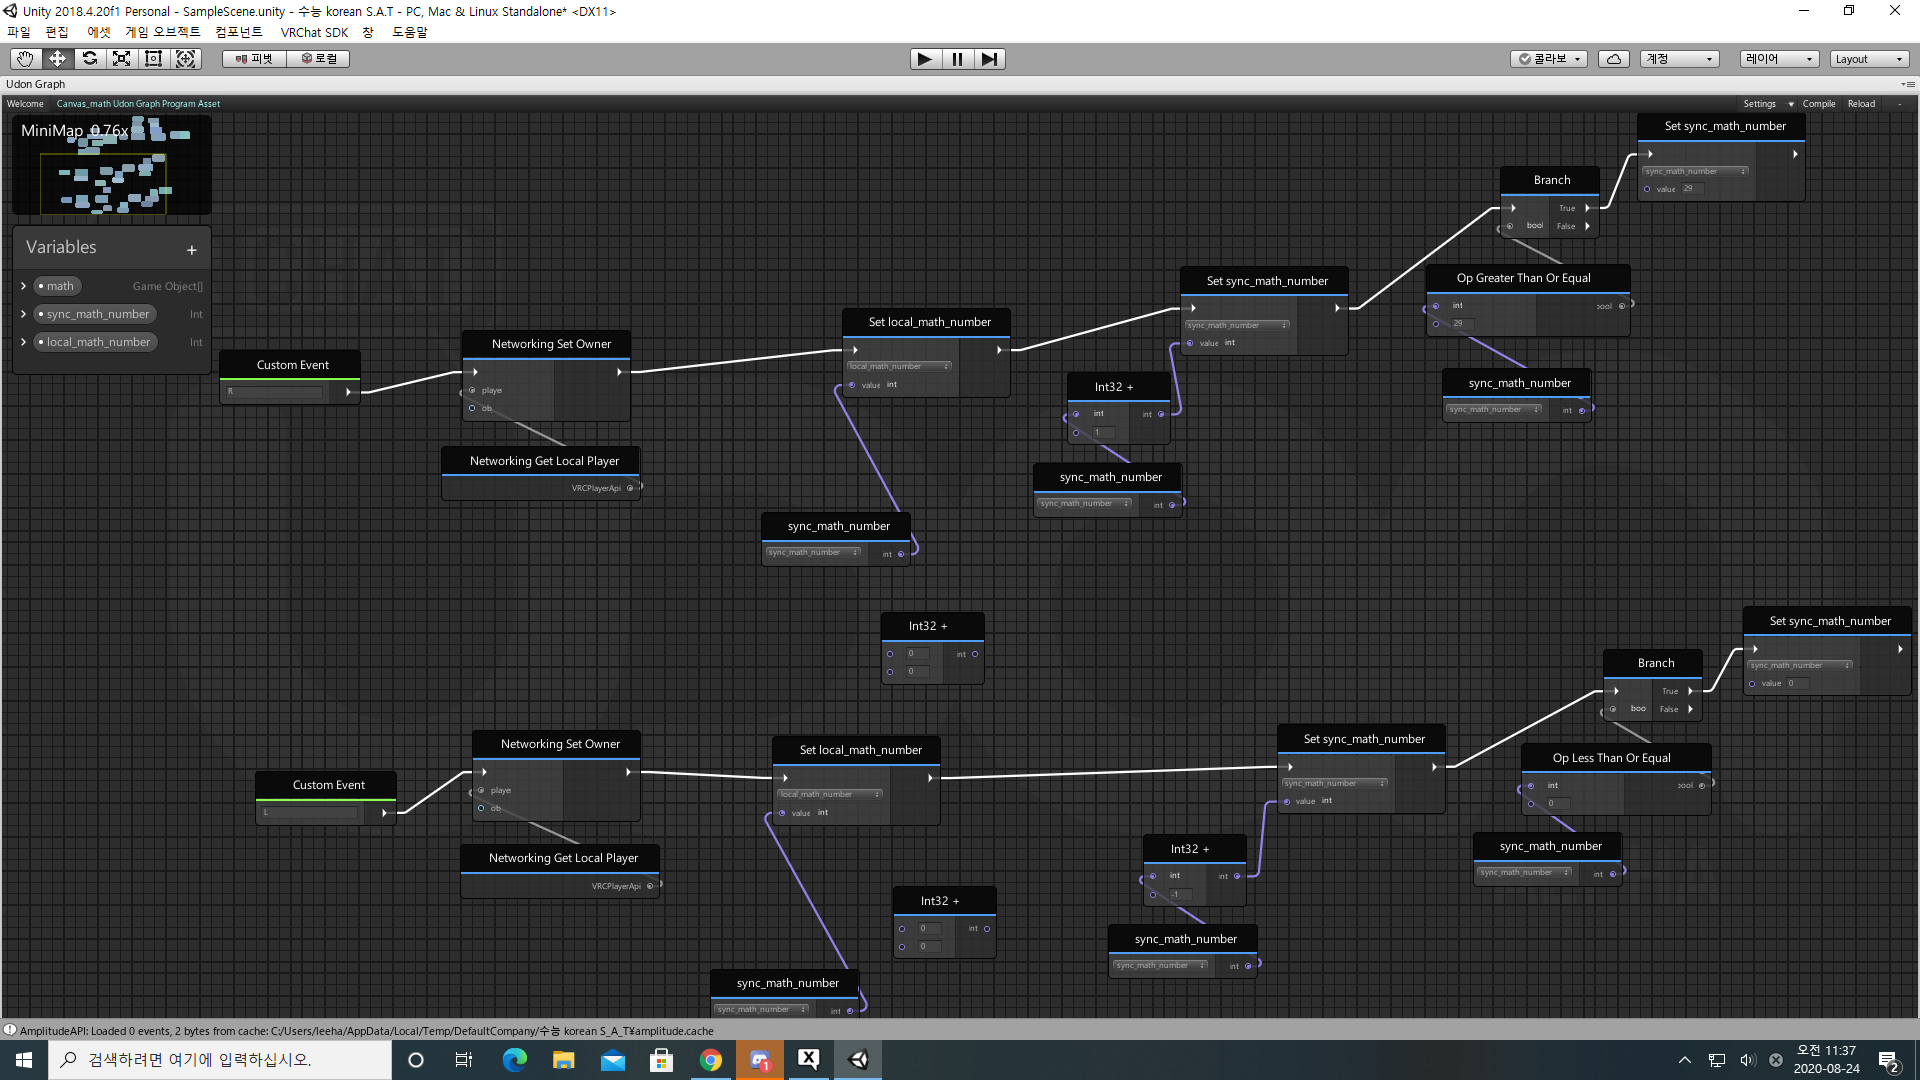 Unity 2018.4.20f1 Personal - SampleScene.unity - 수능 korean S.A.T - PC, Mac & Linux Standalone* <DX11>
파일 편집 에셋 게임 오브젝트 컴포넌트 VRChat SDK 창 도움말
피벗 로컬 콜라보 계정 레이어 Layout
Udon Graph
Welcome Canvas_math Udon Graph Program Asset Settings Compile Reload -
MiniMap 0.76x
Variables +
math Game Object[]
sync_math_number Int
local_math_number Int
Custom Event
R
Networking Set Owner
playe
ob
Networking Get Local Player
VRCPlayerApi
Set local_math_number
local_math_number
value int
sync_math_number
sync_math_number
int
Int32 +
int int
1
sync_math_number
sync_math_number
int
Set sync_math_number
sync_math_number
value int
Branch
True
bool False
Op Greater Than Or Equal
int bool
29
sync_math_number
sync_math_number
int
Set sync_math_number
sync_math_number
value 29
Int32 +
0 int
0
Custom Event
L
Networking Set Owner
playe
ob
Networking Get Local Player
VRCPlayerApi
Set local_math_number
local_math_number
value int
sync_math_number
sync_math_number
int
Int32 +
0 int
0
Int32 +
int int
-1
sync_math_number
sync_math_number
int
Set sync_math_number
sync_math_number
value int
Branch
True
boo False
Op Less Than Or Equal
int bool
0
sync_math_number
sync_math_number
int
Set sync_math_number
sync_math_number
value 0
AmplitudeAPI: Loaded 0 events, 2 bytes from cache: C:/Users/leeha/AppData/Local/Temp/DefaultCompany/수능 korean S_A_T¥amplitude.cache
검색하려면 여기에 입력하십시오.
1
오전 11:37
2020-08-24
2